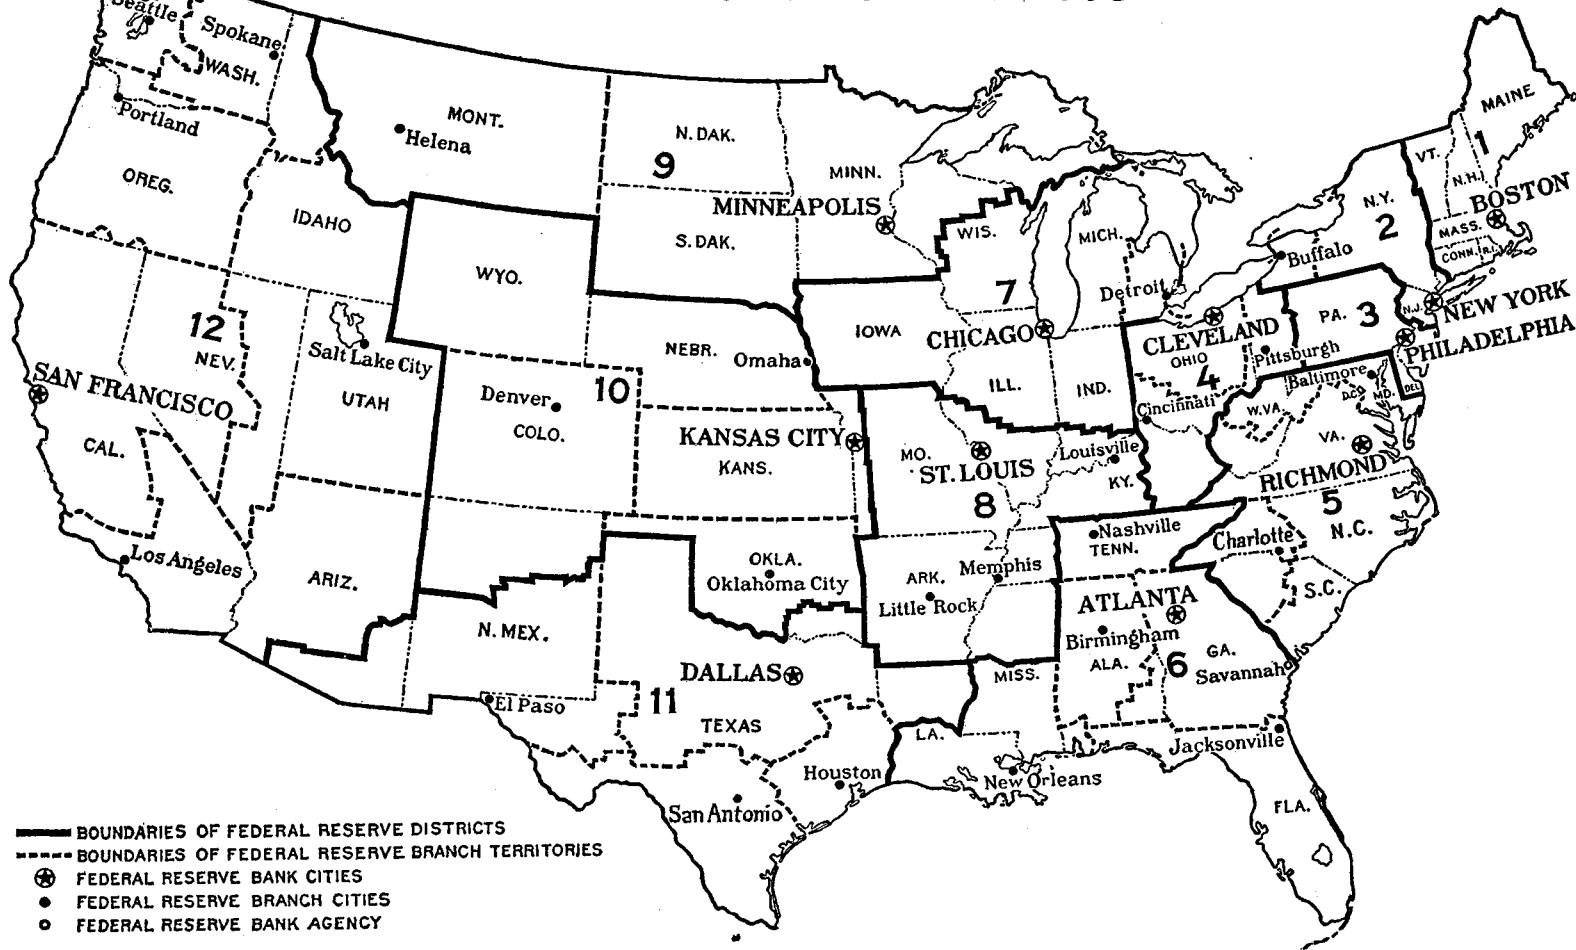 Seattle
Spokane
WASH.
Portland
OREG.
MONT.
Helena
IDAHO
WYO.
N. DAK.
9
S. DAK.
MINN.
MINNEAPOLIS
WIS.
MICH.
Detroit
7
CHICAGO
IOWA
ILL.
IND.
MAINE
1
VT.
N.H.
BOSTON
MASS.
CONN.
R.I.
N.Y.
2
Buffalo
NEW YORK
N.J.
PA.
3
PHILADELPHIA
CLEVELAND
OHIO
4
Pittsburgh
Cincinnati
Baltimore
D.C.
MD.
DEL
W.VA.
VA.
RICHMOND
5
N.C.
Charlotte
S.C.
12
NEV.
SAN FRANCISCO
CAL.
Los Angeles
Salt Lake City
UTAH
ARIZ.
Denver
COLO.
10
NEBR.
Omaha
KANSAS CITY
KANS.
MO.
ST. LOUIS
8
Louisville
KY.
Nashville
TENN.
Memphis
ARK.
Little Rock
OKLA.
Oklahoma City
N. MEX.
El Paso
DALLAS
11
TEXAS
Houston
San Antonio
LA.
New Orleans
MISS.
ATLANTA
Birmingham
ALA.
6
GA.
Savannah
Jacksonville
FLA.
BOUNDARIES OF FEDERAL RESERVE DISTRICTS
BOUNDARIES OF FEDERAL RESERVE BRANCH TERRITORIES
FEDERAL RESERVE BANK CITIES
FEDERAL RESERVE BRANCH CITIES
FEDERAL RESERVE BANK AGENCY